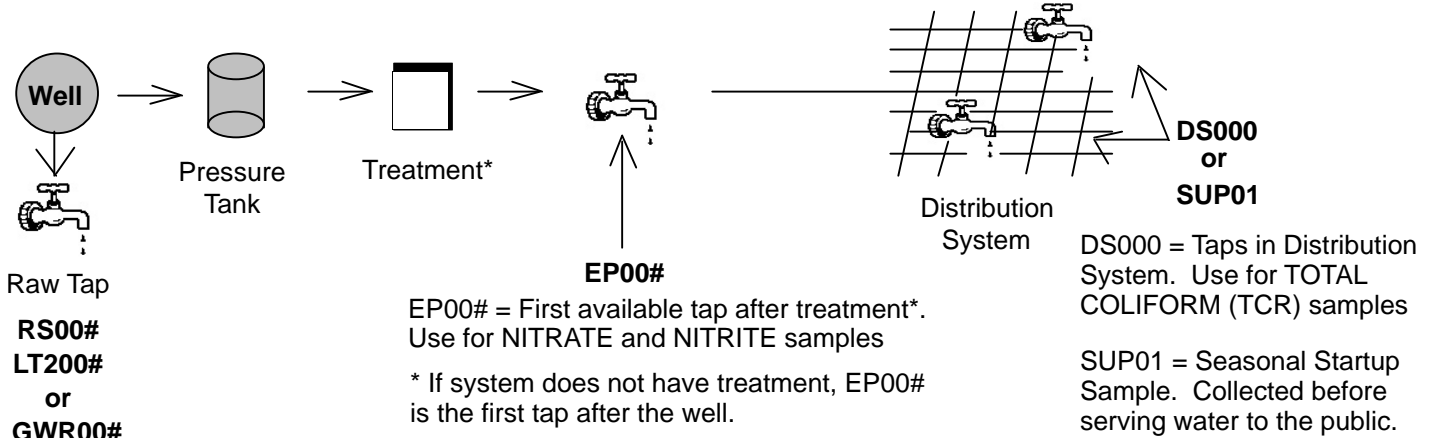 Well
Pressure
Tank
Treatment*
Raw Tap
RS00#
LT200#
or
GWR00#
EP00#
EP00# = First available tap after treatment*.
Use for NITRATE and NITRITE samples
* If system does not have treatment, EP00#
is the first tap after the well.
Distribution
System
DS000
or
SUP01
DS000 = Taps in Distribution
System. Use for TOTAL
COLIFORM (TCR) samples
SUP01 = Seasonal Startup
Sample. Collected before
serving water to the public.